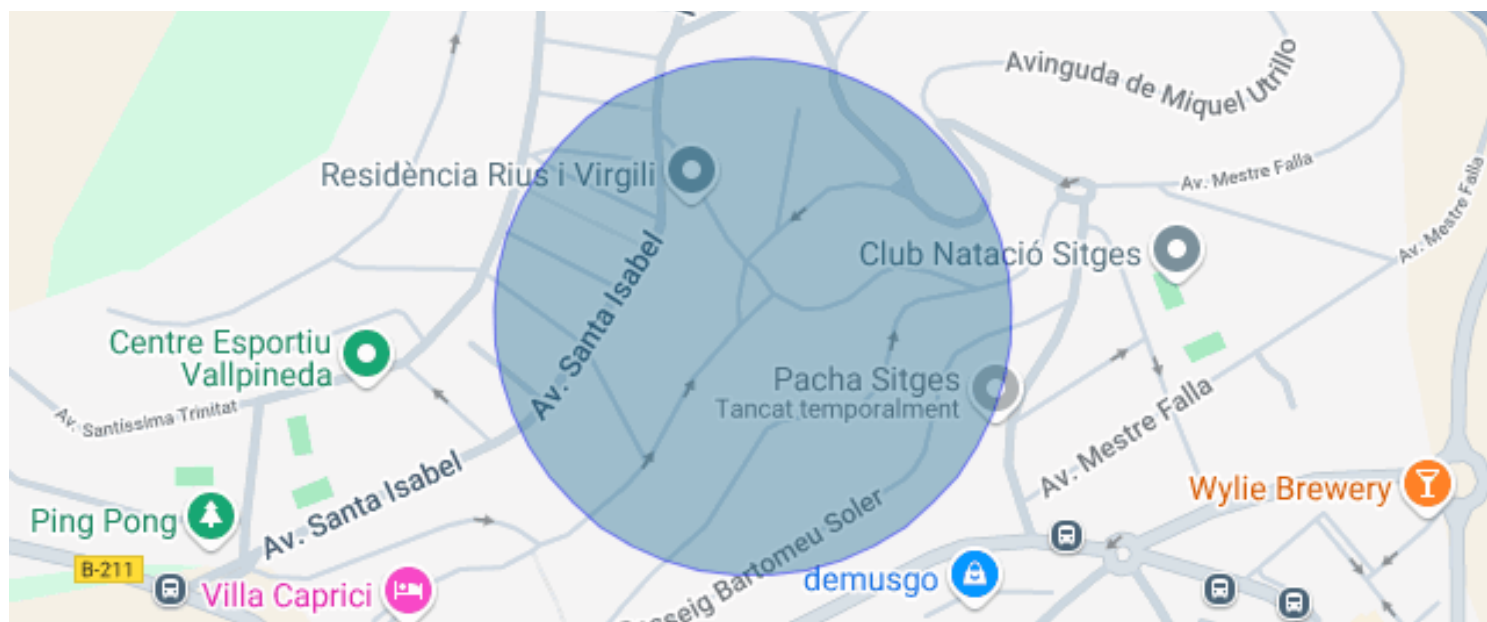 Avinguda de Miquel Utrillo
Residència Rius i Virgili
Av. Mestre Falla
Av. Mestre Falla
Club Natació Sitges
Av. Santa Isabel
Centre Esportiu
Vallpineda
Pacha Sitges
Tancat temporalment
Av. Santíssima Trinitat
Av. Mestre Falla
Av. Santa Isabel
Wylie Brewery
Ping Pong
B-211
Villa Caprici
demusgo
Bartomeu Soler